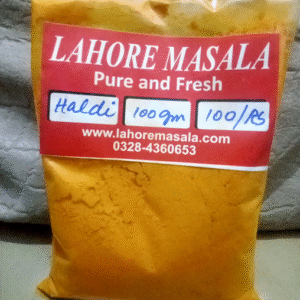 LAHORE MASALA
Pure and Fresh
Haldi 100gm 100/Rs
www.lahoremasala.com
0328-4360653